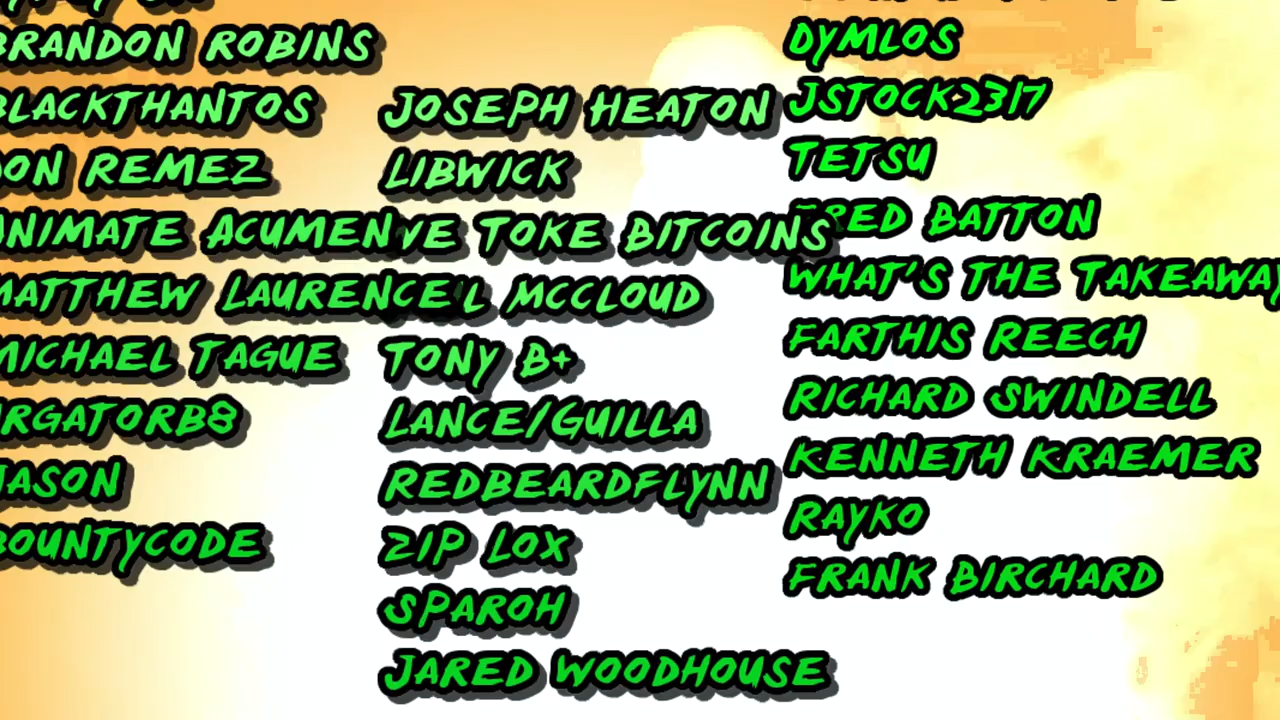 BRANDON ROBINS
BLACKTHANTOS
REMEZ
ANIMATE ACUMEN
MATTHEW LAURENCE
MICHAEL TAGUE
RGATORB8
JASON
BOUNTYCODE
JOSEPH HEATON
LIBWICK
VE TOKE BITCOINS
L MCCLOUD
TONY B+
LANCE/GUILLA
REDBEARDFLYNN
ZIP LOX
SPAROH
JARED WOODHOUSE
DYMLOS
JSTOCK2317
TETSU
BATTON
WHAT'S THE TAKEAWAY
FARTHIS REECH
RICHARD SWINDELL
KENNETH KRAEMER
RAYKO
FRANK BIRCHARD